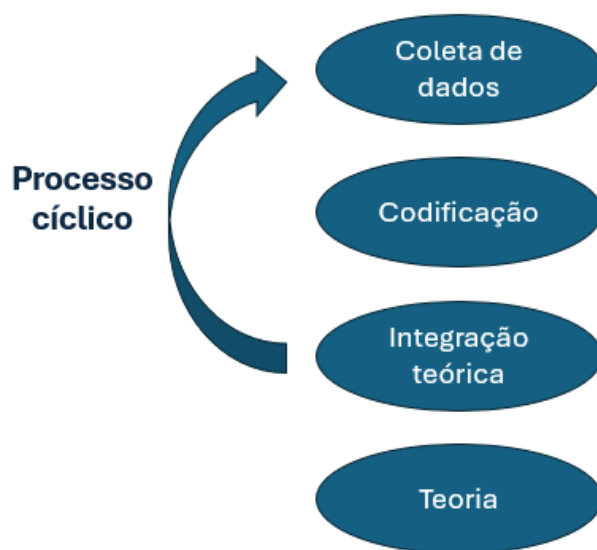 Coleta de
dados
Processo
cíclico
Codificação
Integração
teórica
Teoria